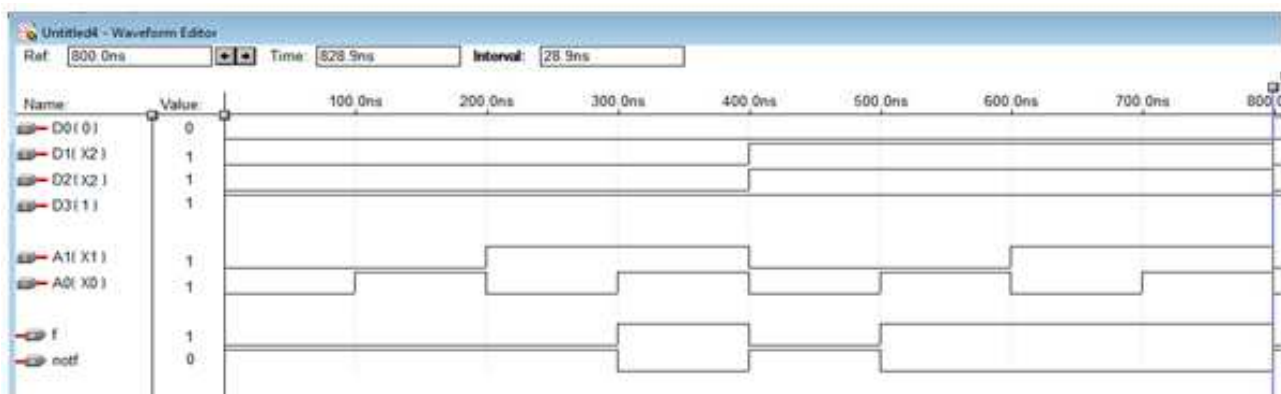 Untitled4 - Waveform Editor
Ref: 800.0ns Time: 828.9ns Interval: 28.9ns
Name: Value: 100.0ns 200.0ns 300.0ns 400.0ns 500.0ns 600.0ns 700.0ns 800.0
D0( 0 ) 0
D1( X2 ) 1
D2( X2 ) 1
D3( 1 ) 1
A1( X1 ) 1
A0( X0 ) 1
f 1
notf 0